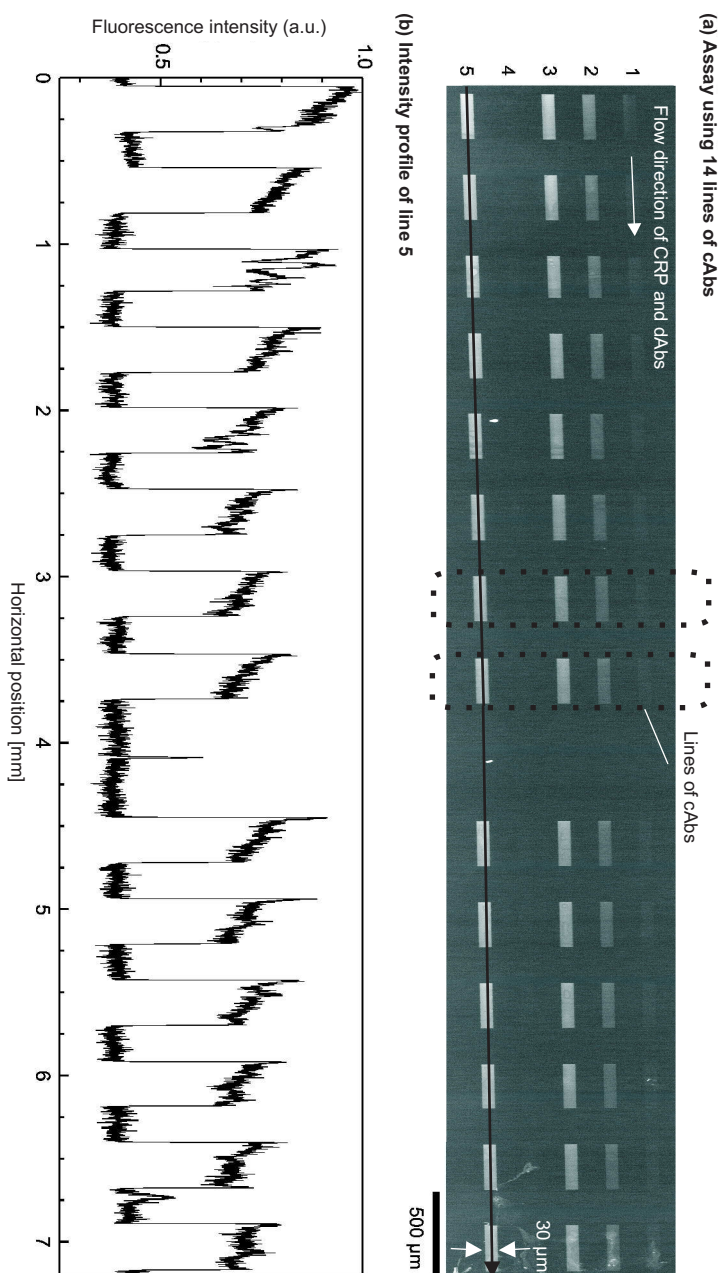 (a) Assay using 14 lines of cAbs
Flow direction of CRP and dAbs
Lines of cAbs
1
2
3
4
5
30 µm
500 µm
(b) Intensity profile of line 5
Fluorescence intensity (a.u.)
1.0
0.5
0 1 2 3 4 5 6 7
Horizontal position [mm]